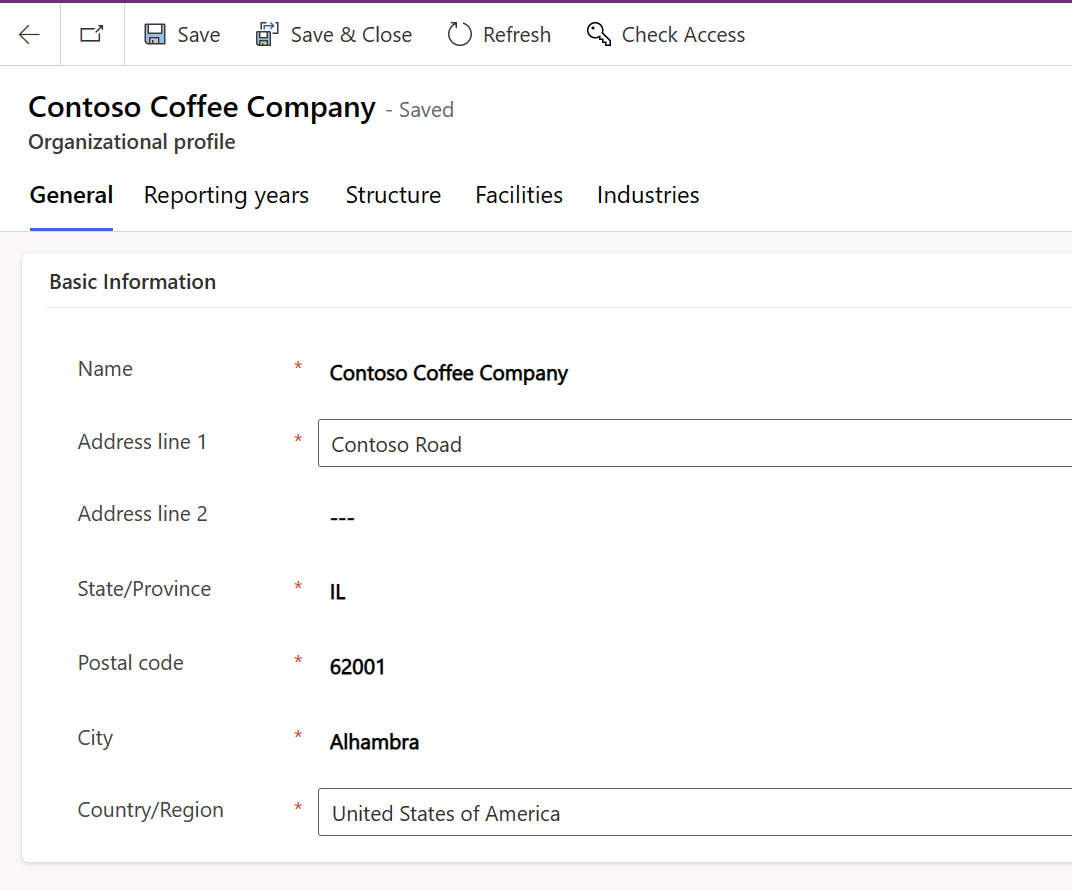 Save Save & Close Refresh Check Access
Contoso Coffee Company - Saved
Organizational profile
General Reporting years Structure Facilities Industries
Basic Information
Name * Contoso Coffee Company
Address line 1 * Contoso Road
Address line 2 ---
State/Province * IL
Postal code * 62001
City * Alhambra
Country/Region * United States of America